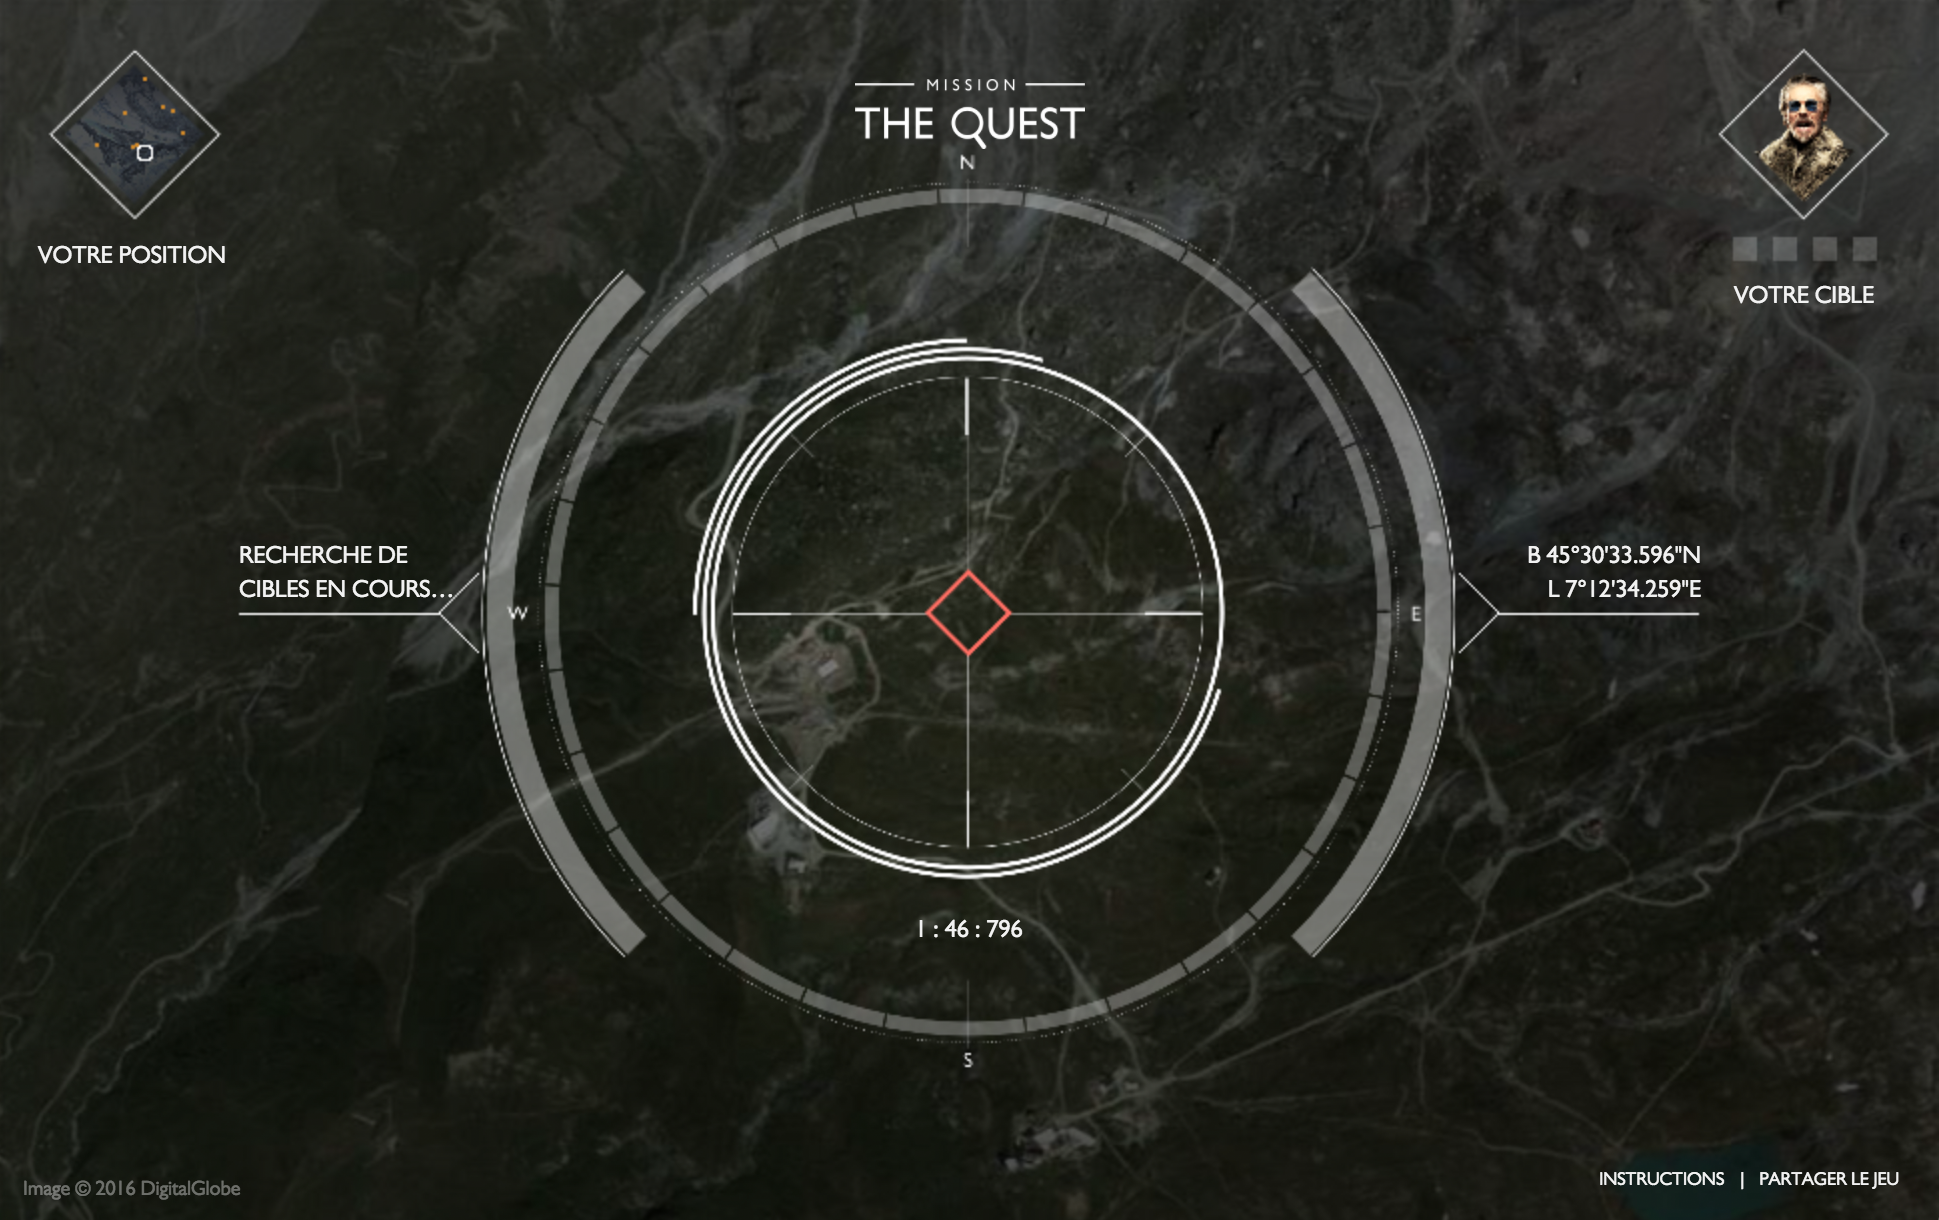 MISSION
THE QUEST
N
VOTRE POSITION
VOTRE CIBLE
RECHERCHE DE
CIBLES EN COURS...
W
E
B 45°30'33.596"N
L 7°12'34.259"E
1 : 46 : 796
S
Image © 2016 DigitalGlobe
INSTRUCTIONS | PARTAGER LE JEU